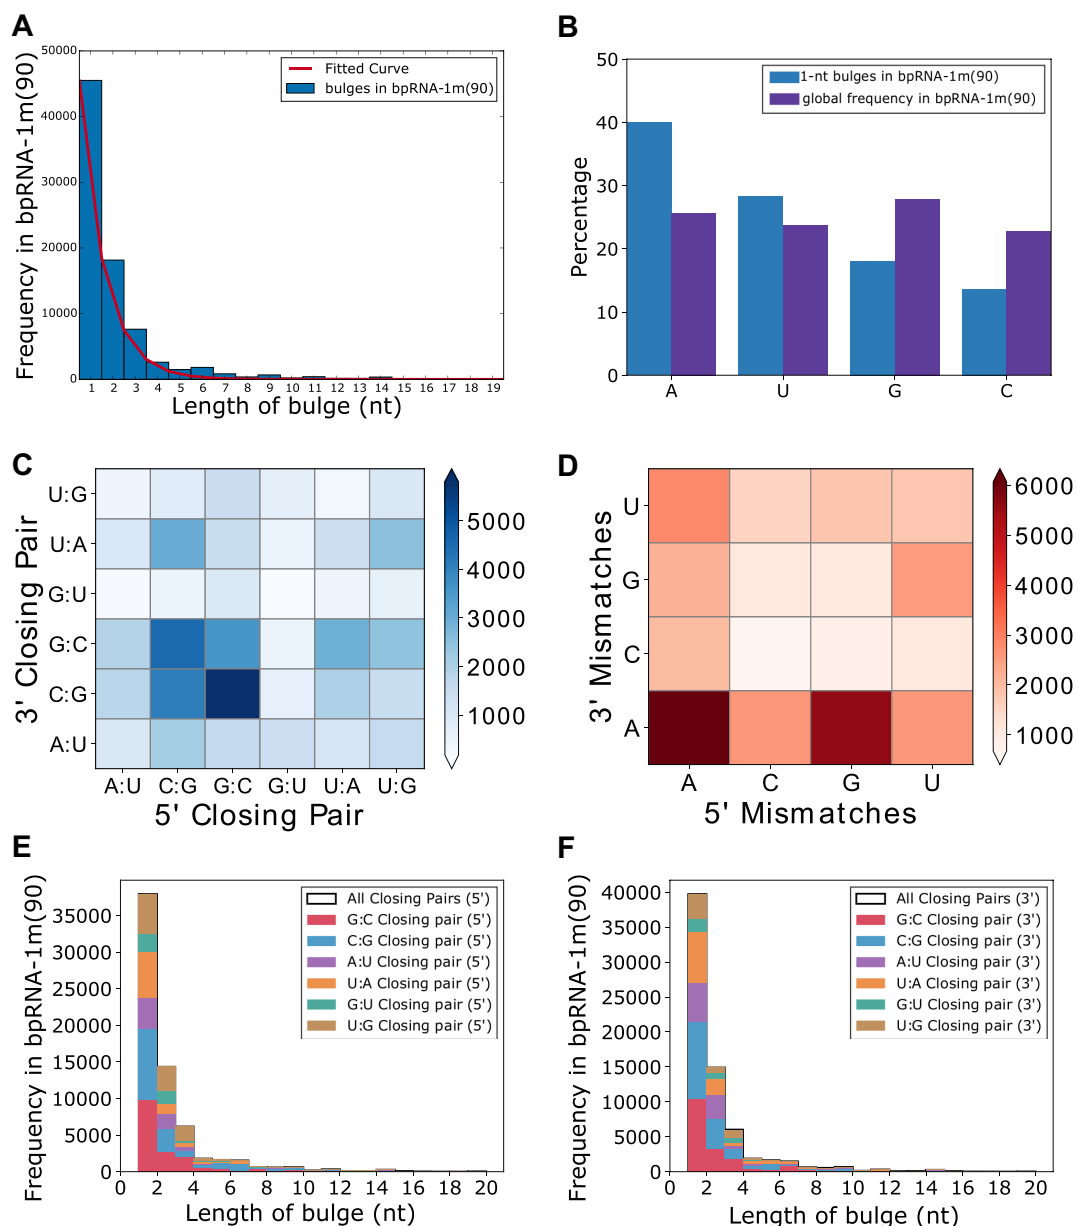 A
Frequency in bpRNA-1m(90)
50000
40000
30000
20000
10000
0
Fitted Curve
bulges in bpRNA-1m(90)
1 2 3 4 5 6 7 8 9 10 11 12 13 14 15 16 17 18 19
Length of bulge (nt)
B
Percentage
50
40
30
20
10
0
1-nt bulges in bpRNA-1m(90)
global frequency in bpRNA-1m(90)
A U G C
C
3' Closing Pair
U:G
U:A
G:U
G:C
C:G
A:U
A:U C:G G:C G:U U:A U:G
5' Closing Pair
5000
4000
3000
2000
1000
D
3' Mismatches
U
G
C
A
A C G U
5' Mismatches
6000
5000
4000
3000
2000
1000
E
Frequency in bpRNA-1m(90)
35000
30000
25000
20000
15000
10000
5000
0
All Closing Pairs (5')
G:C Closing pair (5')
C:G Closing pair (5')
A:U Closing pair (5')
U:A Closing pair (5')
G:U Closing pair (5')
U:G Closing pair (5')
0 2 4 6 8 10 12 14 16 18 20
Length of bulge (nt)
F
Frequency in bpRNA-1m(90)
40000
35000
30000
25000
20000
15000
10000
5000
0
All Closing Pairs (3')
G:C Closing pair (3')
C:G Closing pair (3')
A:U Closing pair (3')
U:A Closing pair (3')
G:U Closing pair (3')
U:G Closing pair (3')
0 2 4 6 8 10 12 14 16 18 20
Length of bulge (nt)